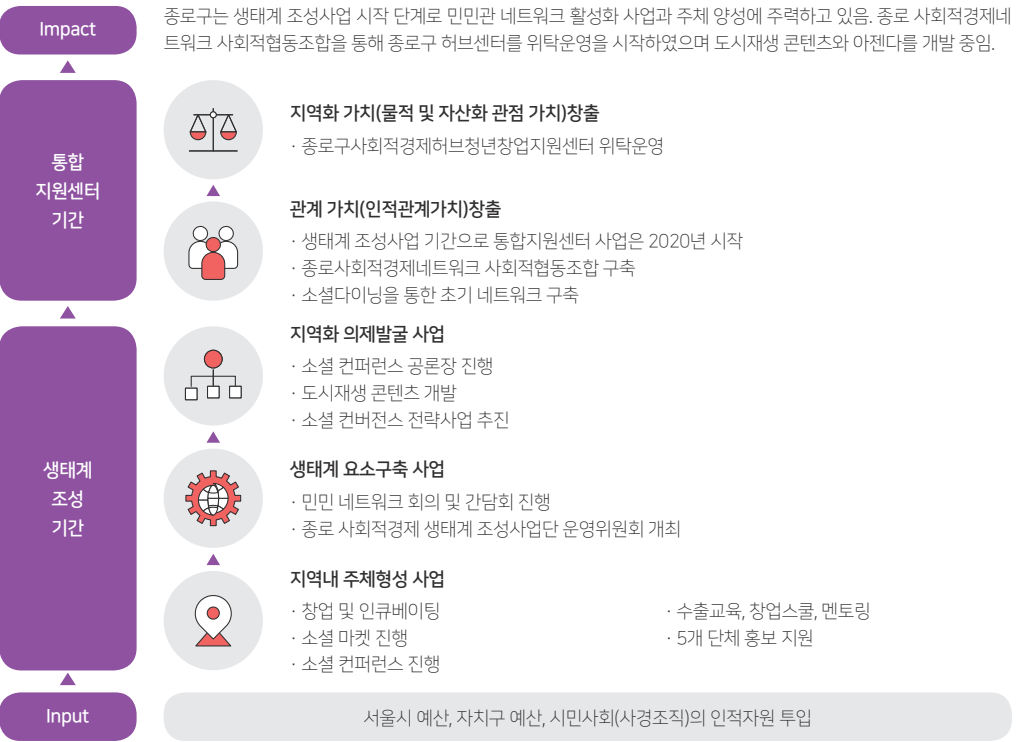 Impact
종로구는 생태계 조성사업 시작 단계로 민민관 네트워크 활성화 사업과 주체 양성에 주력하고 있음. 종로 사회적경제네
트워크 사회적협동조합을 통해 종로구 허브센터를 위탁운영을 시작하였으며 도시재생 콘텐츠와 아젠다를 개발 중임.
통합
지원센터
기간
지역화 가치(물적 및 자산화 관점 가치)창출
· 종로구사회적경제허브청년창업지원센터 위탁운영
관계 가치(인적관계가치)창출
· 생태계 조성사업 기간으로 통합지원센터 사업은 2020년 시작
· 종로사회적경제네트워크 사회적협동조합 구축
· 소셜다이닝을 통한 초기 네트워크 구축
생태계
조성
기간
지역화 의제발굴 사업
· 소셜 컨퍼런스 공론장 진행
· 도시재생 콘텐츠 개발
· 소셜 컨버전스 전략사업 추진
생태계 요소구축 사업
· 민민 네트워크 회의 및 간담회 진행
· 종로 사회적경제 생태계 조성사업단 운영위원회 개최
지역내 주체형성 사업
· 창업 및 인큐베이팅
· 소셜 마켓 진행
· 소셜 컨퍼런스 진행
· 수출교육, 창업스쿨, 멘토링
· 5개 단체 홍보 지원
Input
서울시 예산, 자치구 예산, 시민사회(사경조직)의 인적자원 투입